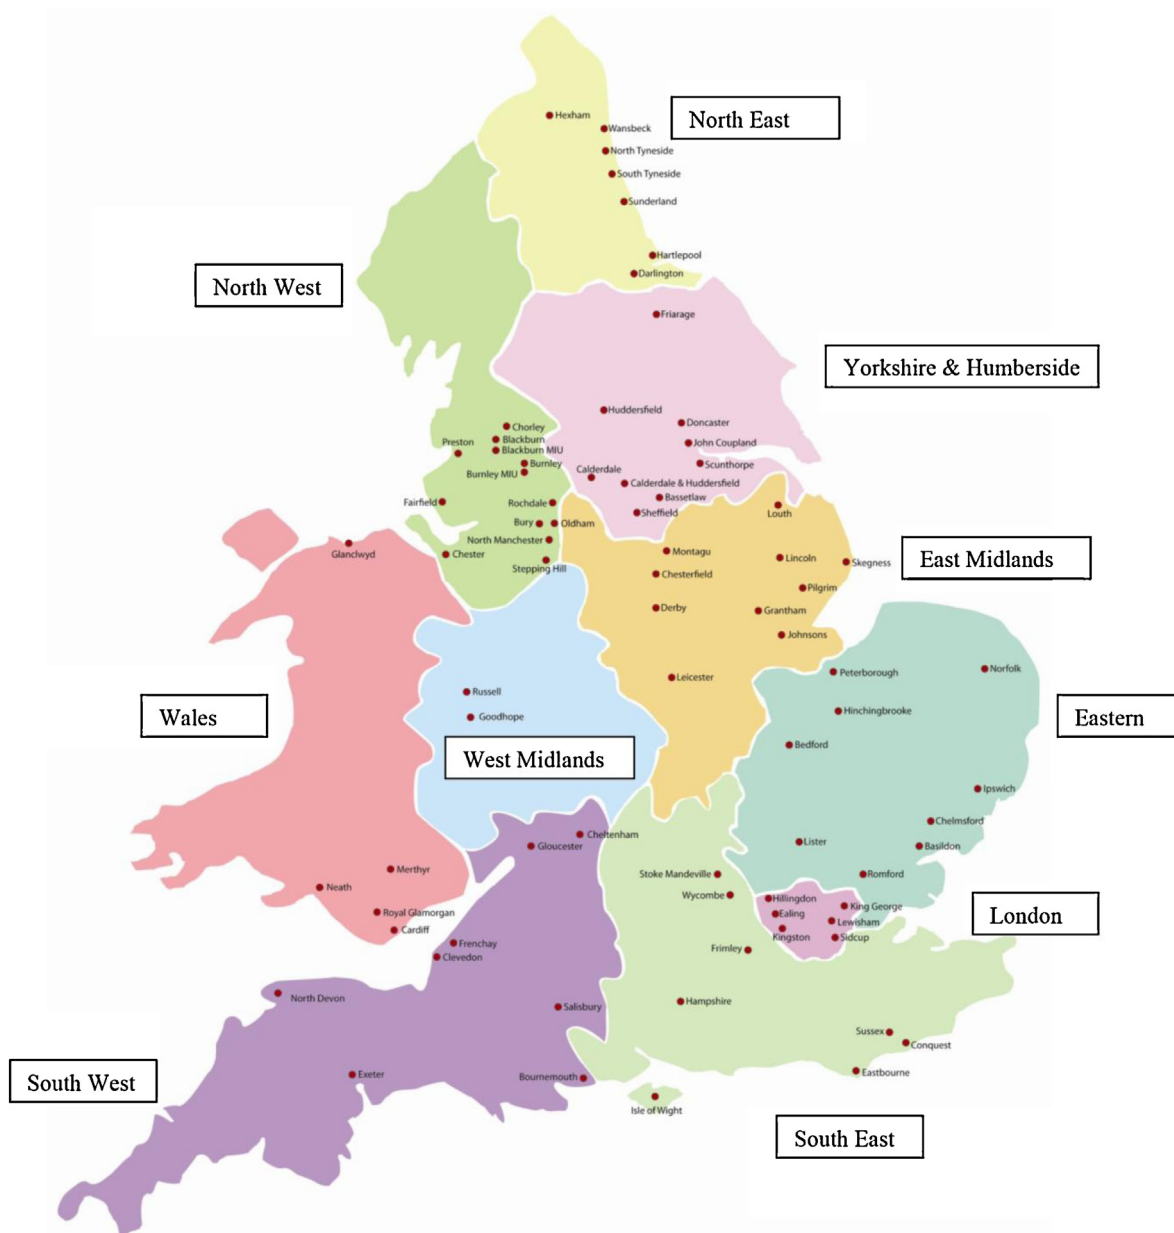 Hexham
North East
Wansbeck
North Tyneside
South Tyneside
Sunderland
Hartlepool
Darlington
North West
Friarage
Yorkshire & Humberside
Huddersfield
Doncaster
Chorley
Blackburn
John Coupland
Preston
Blackburn MIU
Burnley
Scunthorpe
Burnley MIU
Calderdale
Calderdale & Huddersfield
Bassetlaw
Fairfield
Rochdale
Sheffield
Louth
Bury
Oldham
North Manchester
Glanclwyd
Chester
Stepping Hill
Montagu
Lincoln
Skegness
East Midlands
Chesterfield
Pilgrim
Derby
Grantham
Johnsons
Peterborough
Norfolk
Leicester
Russell
Hinchingbrooke
Wales
Goodhope
Eastern
West Midlands
Bedford
Ipswich
Chelmsford
Cheltenham
Gloucester
Lister
Basildon
Merthyr
Stoke Mandeville
Romford
Neath
Wycombe
Hillingdon
King George
Royal Glamorgan
Ealing
Lewisham
London
Cardiff
Kingston
Sidcup
Frenchay
Clevedon
Frimley
North Devon
Salisbury
Hampshire
Sussex
Conquest
South West
Exeter
Bournemouth
Eastbourne
Isle of Wight
South East